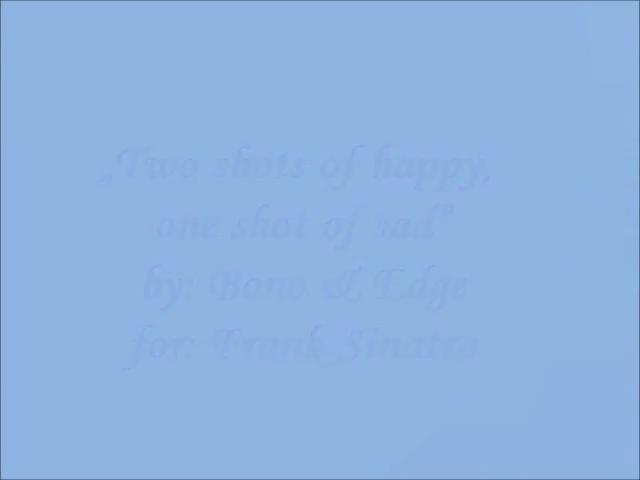 „Two shots of happy,
one shot of sad"
by: Bono & Edge
for: Frank Sinatra